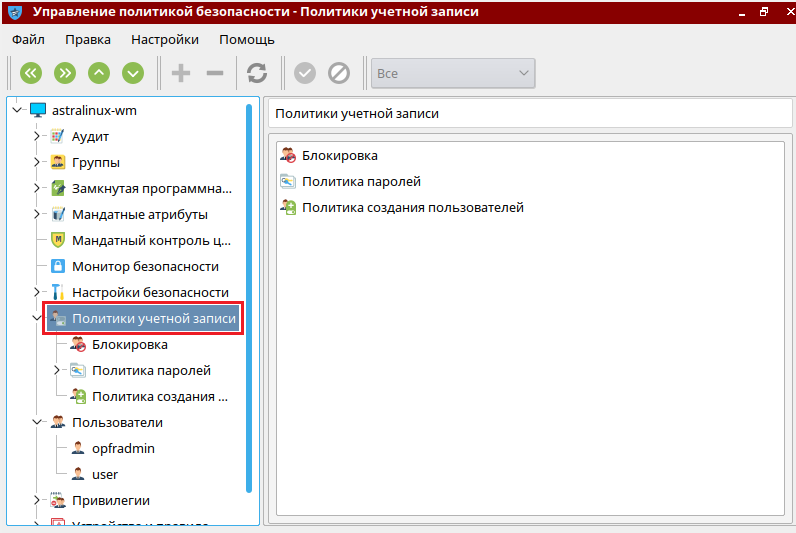 Управление политикой безопасности - Политики учетной записи
Файл Правка Настройки Помощь
Все
astralinux-wm
Аудит
Группы
Замкнутая программна...
Мандатные атрибуты
Мандатный контроль ц...
Монитор безопасности
Настройки безопасности
Политики учетной записи
Блокировка
Политика паролей
Политика создания ...
Пользователи
opfradmin
user
Привилегии
Политики учетной записи
Блокировка
Политика паролей
Политика создания пользователей